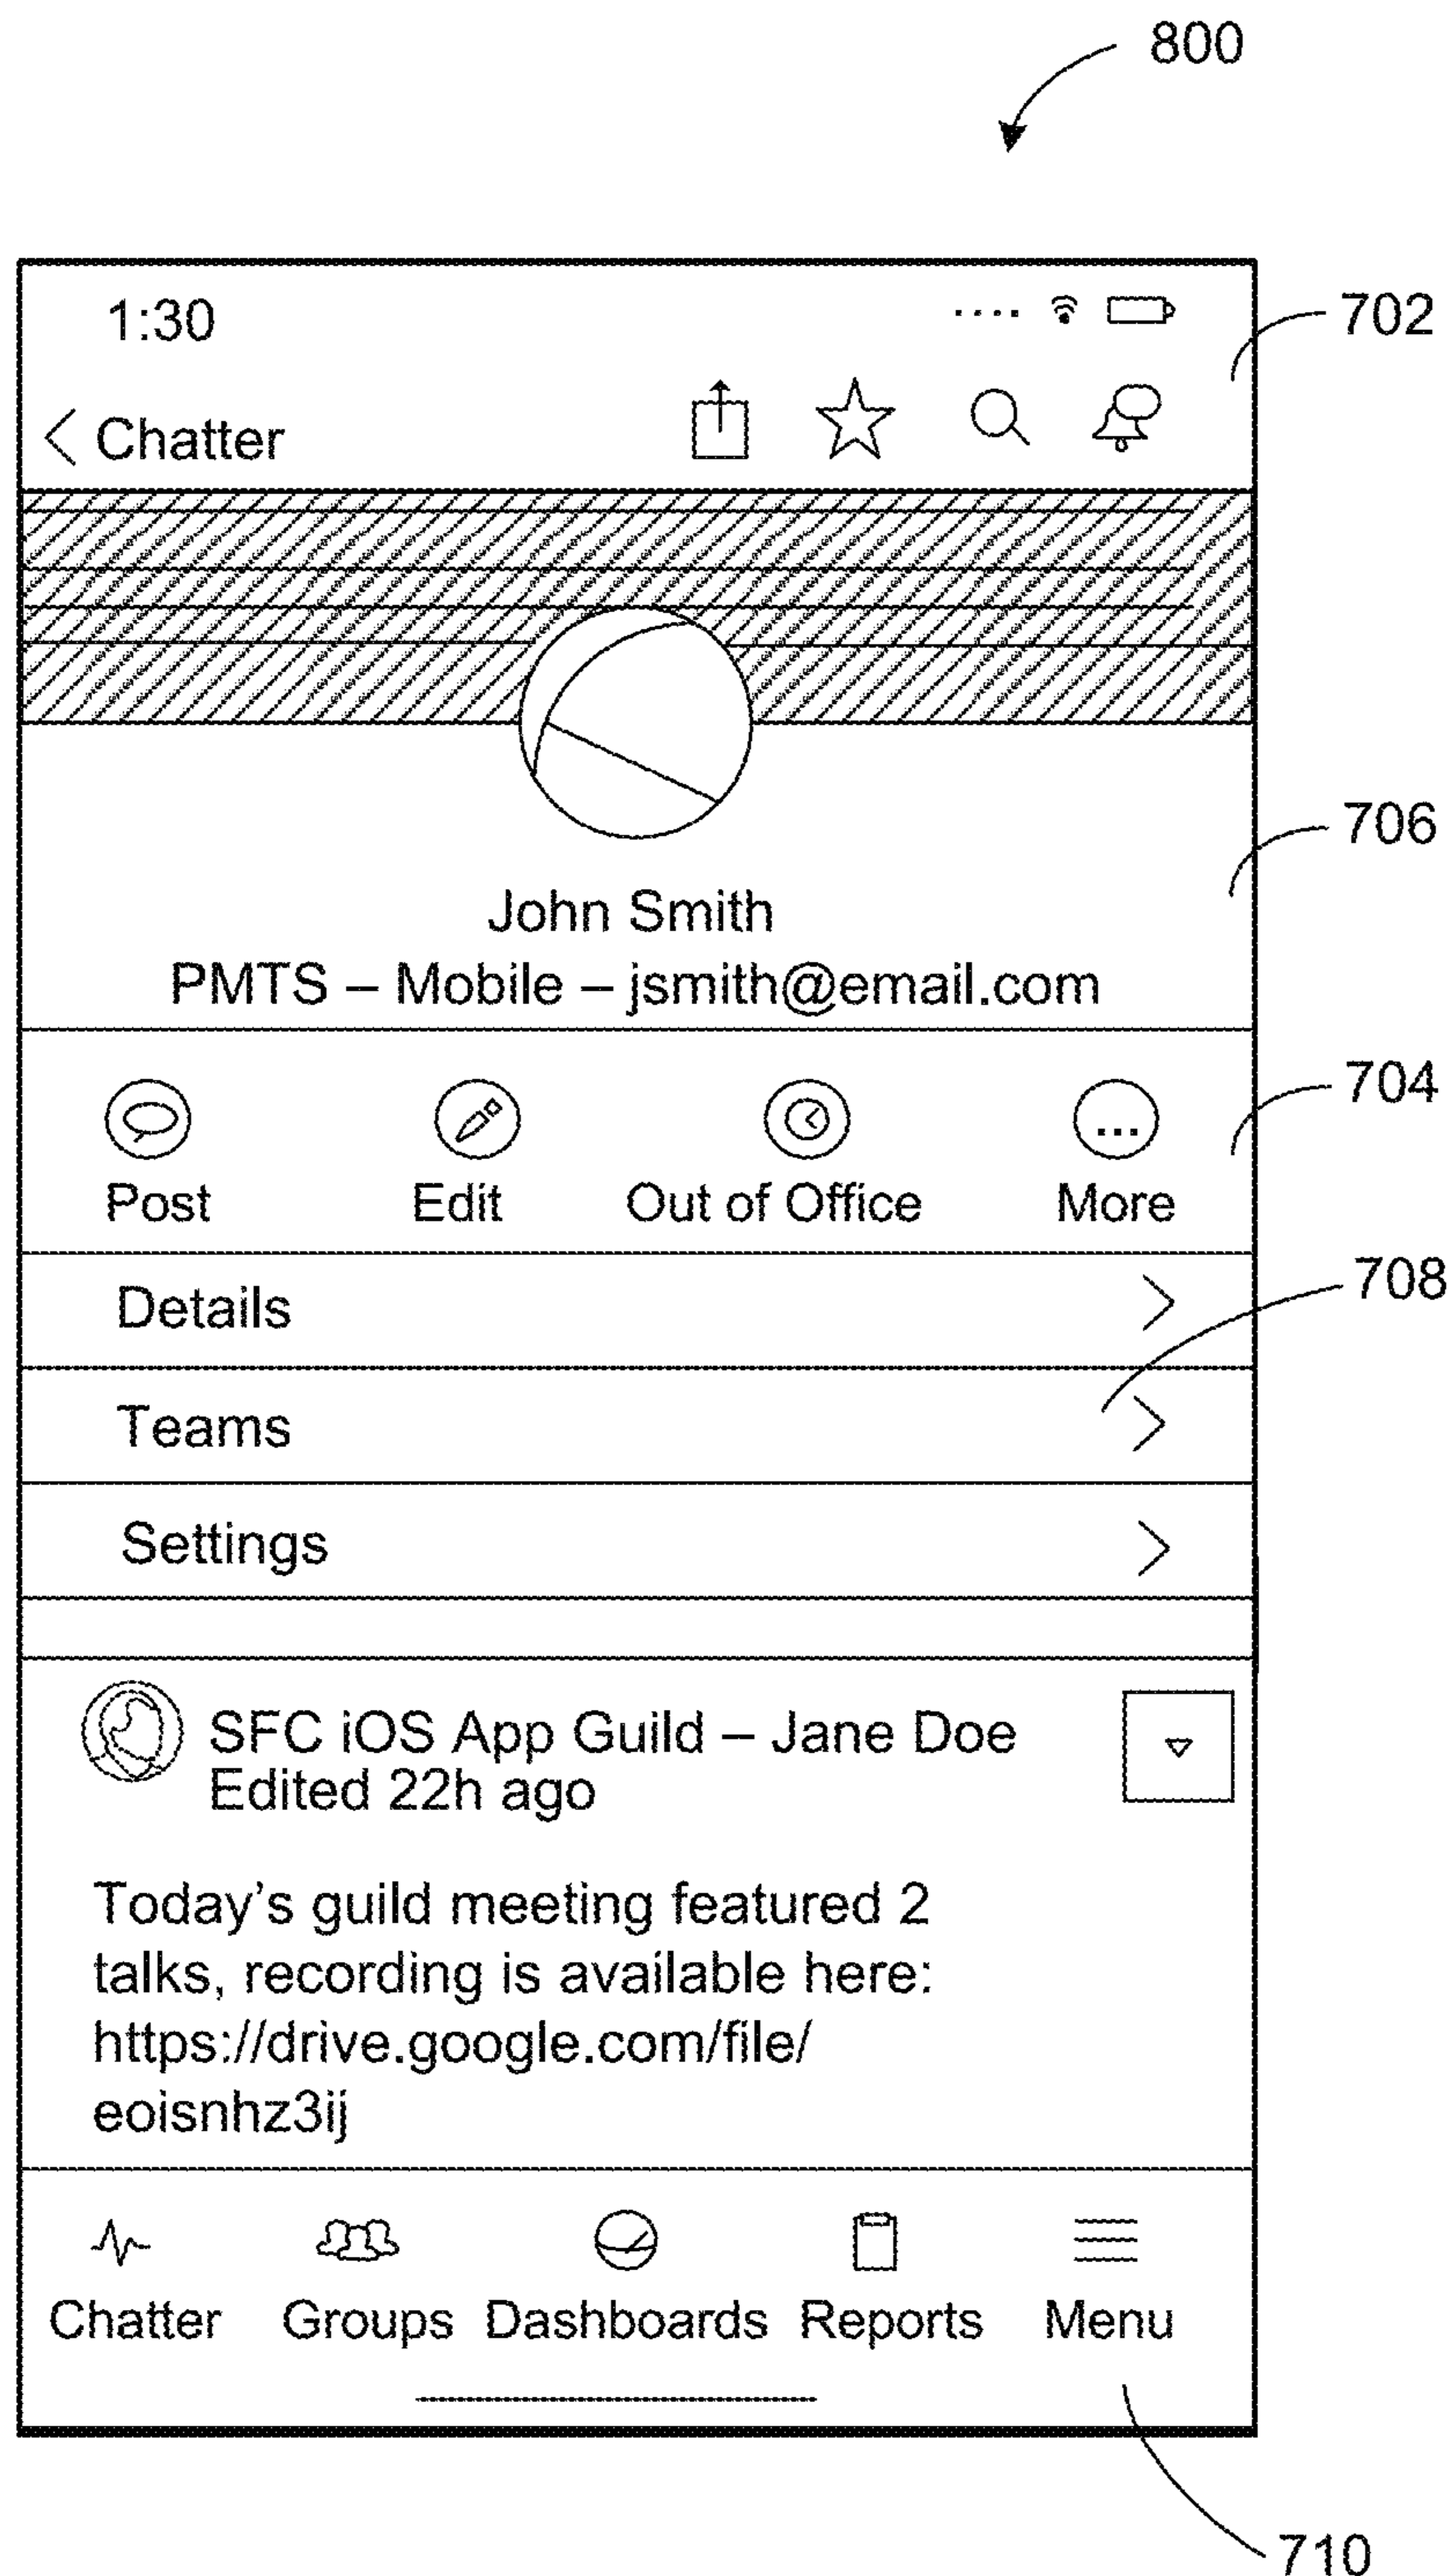 800
1:30
702
Chatter
706
John Smith
PMTS – Mobile – jsmith@email.com
704
Post Edit Out of Office More
708
Details
Teams
Settings
SFC iOS App Guild – Jane Doe
Edited 22h ago
Today's guild meeting featured 2
talks, recording is available here:
https://drive.google.com/file/
eoisnhz3ij
Chatter Groups Dashboards Reports Menu
710